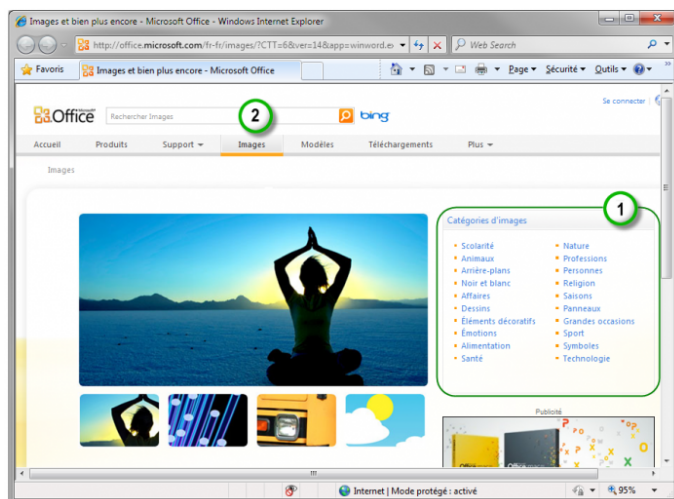 Images et bien plus encore - Microsoft Office - Windows Internet Explorer
http://office.microsoft.com/fr-fr/images/?CTT=6&ver=14&app=winword.e
Web Search
Favoris
Images et bien plus encore - Microsoft Office
Page
Sécurité
Outils
Se connecter
Office
Rechercher Images
2
bing
Accueil
Produits
Support
Images
Modèles
Téléchargements
Plus
Images
1
Catégories d'images
Scolarité
Animaux
Arrière-plans
Noir et blanc
Affaires
Dessins
Éléments décoratifs
Émotions
Alimentation
Santé
Nature
Professions
Personnes
Religion
Saisons
Panneaux
Grandes occasions
Sport
Symboles
Technologie
Publicité
Internet | Mode protégé : activé
95%